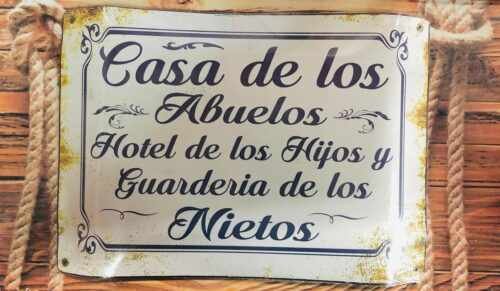 Casa de los
Abuelos
Hotel de los Hijos y
Guarderia de los
Nietos